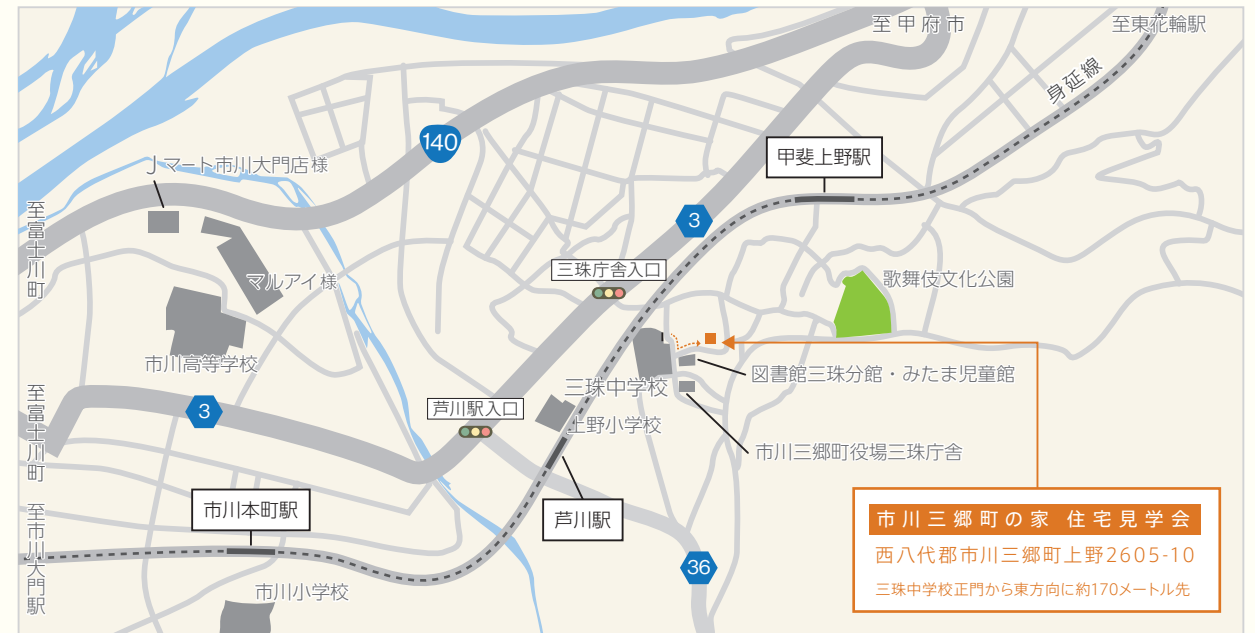 至甲府市
至東花輪駅
身延線
140
Jマート市川大門店様
甲斐上野駅
至富士川町
3
三珠庁舎入口
マルアイ様
歌舞伎文化公園
市川高等学校
図書館三珠分館・みたま児童館
三珠中学校
至富士川町
3
芦川駅入口
上野小学校
市川三郷町役場三珠庁舎
市川本町駅
芦川駅
至市川大門駅
36
市川小学校
市川三郷町の家 住宅見学会
西八代郡市川三郷町上野2605-10
三珠中学校正門から東方向に約170メートル先